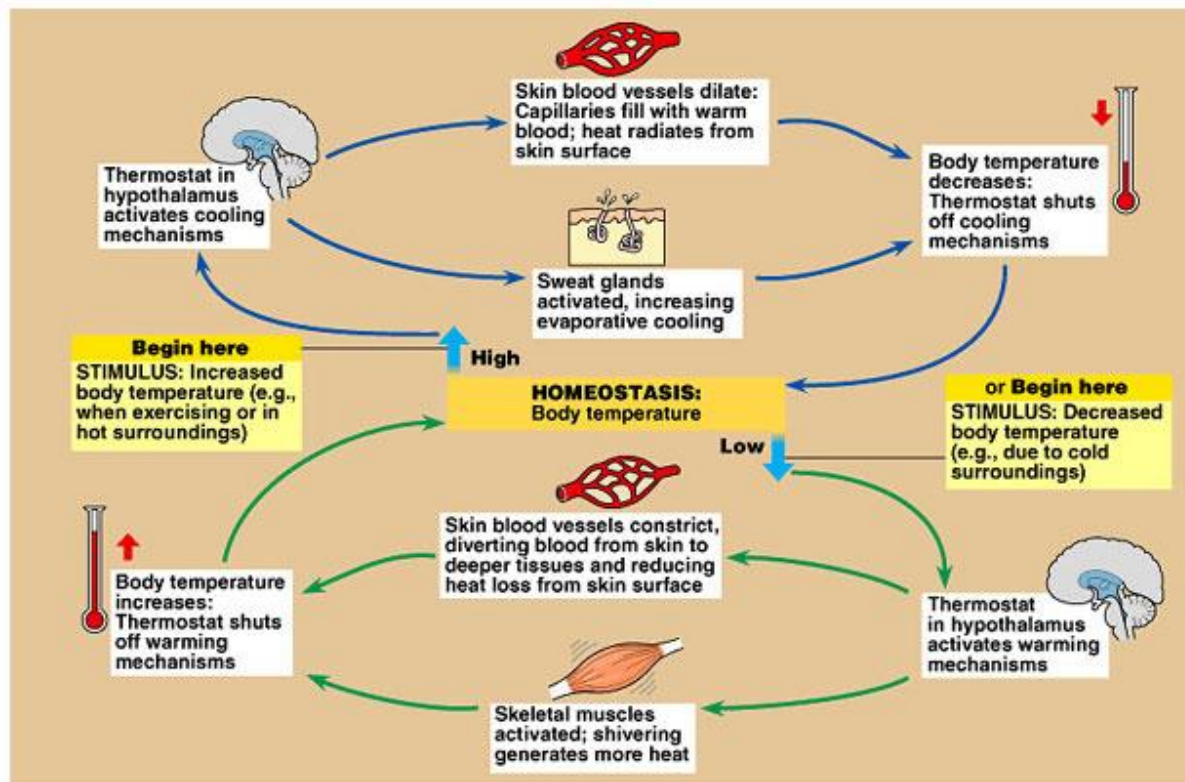 Skin blood vessels dilate:
Capillaries fill with warm
blood; heat radiates from
skin surface
Thermostat in
hypothalamus
activates cooling
mechanisms
Body temperature
decreases:
Thermostat shuts
off cooling
mechanisms
Sweat glands
activated, increasing
evaporative cooling
Begin here
STIMULUS: Increased
body temperature (e.g.,
when exercising or in
hot surroundings)
High
HOMEOSTASIS:
Body temperature
Low
or Begin here
STIMULUS: Decreased
body temperature
(e.g., due to cold
surroundings)
Skin blood vessels constrict,
diverting blood from skin to
deeper tissues and reducing
heat loss from skin surface
Body temperature
increases:
Thermostat shuts
off warming
mechanisms
Thermostat
in hypothalamus
activates warming
mechanisms
Skeletal muscles
activated; shivering
generates more heat